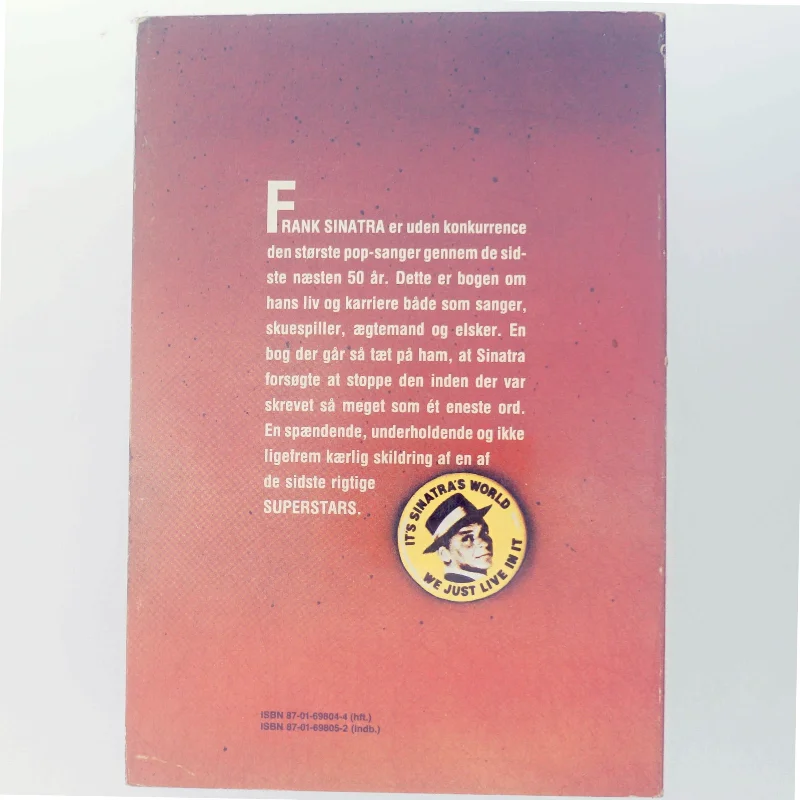 FRANK SINATRA er uden konkurrence
den største pop-sanger gennem de sid-
ste næsten 50 år. Dette er bogen om
hans liv og karriere både som sanger,
skuespiller, ægtemand og elsker. En
bog der går så tæt på ham, at Sinatra
forsøgte at stoppe den inden der var
skrevet så meget som ét eneste ord.
En spændende, underholdende og ikke
ligefrem kærlig skildring af en af
de sidste rigtige
SUPERSTARS.
IT'S SINATRA'S WORLD
WE JUST LIVE IN IT
ISBN 87-01-69804-4 (hft.)
ISBN 87-01-69805-2 (indb.)